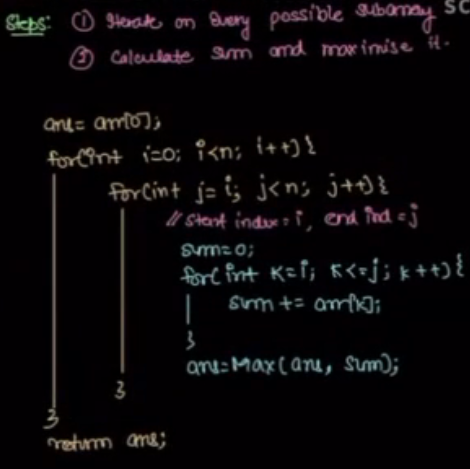 Steps: ① Iterate on every possible subarray SC
② Calculate sum and maximise it.
ans= arr[0];
for(int i=0; i<n; i++){
for(int j=i; j<n; j++){
// Start index=i, end ind=j
sum=0;
for(int k=i; k<=j; k++){
sum += arr[k];
}
ans=Max(ans, sum);
}
}
return ans;